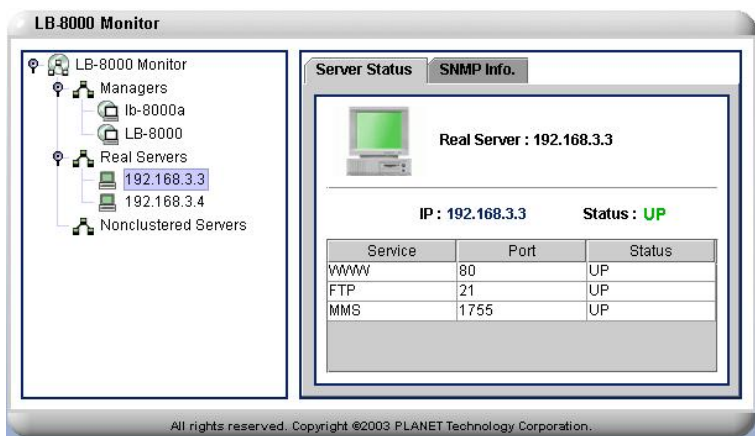 LB-8000 Monitor
LB-8000 Monitor
Managers
lb-8000a
LB-8000
Real Servers
192.168.3.3
192.168.3.4
Nonclustered Servers
Server Status SNMP Info.
Real Server : 192.168.3.3
IP : 192.168.3.3 Status : UP
Service Port Status
WWW 80 UP
FTP 21 UP
MMS 1755 UP
All rights reserved. Copyright ©2003 PLANET Technology Corporation.